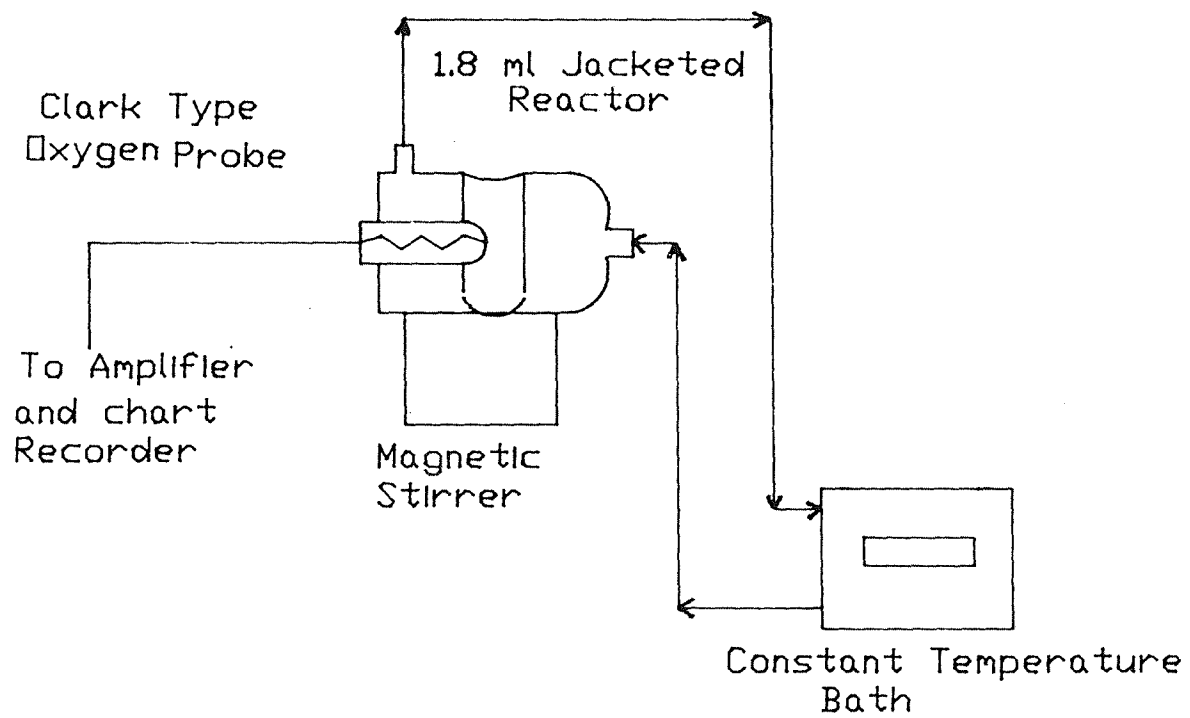 1.8 ml Jacketed
Reactor
Clark Type
Oxygen Probe
To Amplifier
and chart
Recorder
Magnetic
Stirrer
Constant Temperature
Bath